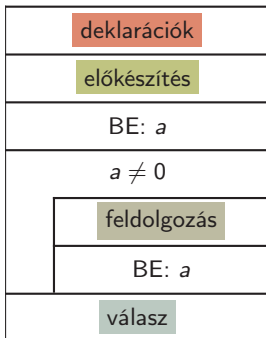 deklarációk
előkészítés
BE: a
a ≠ 0
feldolgozás
BE: a
válasz